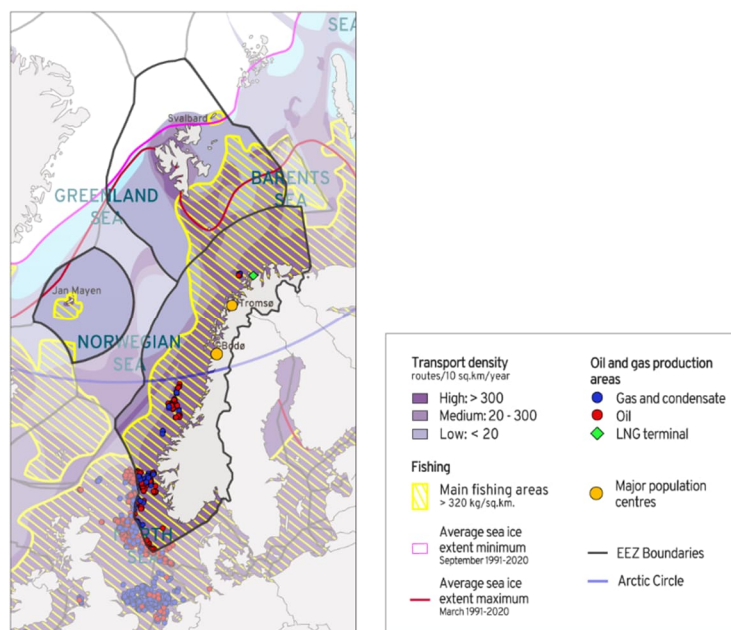 SEA
Svalbard
GREENLAND
SEA
BARENTS
SEA
Jan Mayen
Tromsø
NORWEGIAN
SEA
Bodø
NORTH
SEA
Transport density
routes/10 sq.km/year
High: > 300
Medium: 20 - 300
Low: < 20
Fishing
Main fishing areas
> 320 kg/sq.km.
Average sea ice
extent minimum
September 1991-2020
Average sea ice
extent maximum
March 1991-2020
Oil and gas production
areas
Gas and condensate
Oil
LNG terminal
Major population
centres
EEZ Boundaries
Arctic Circle